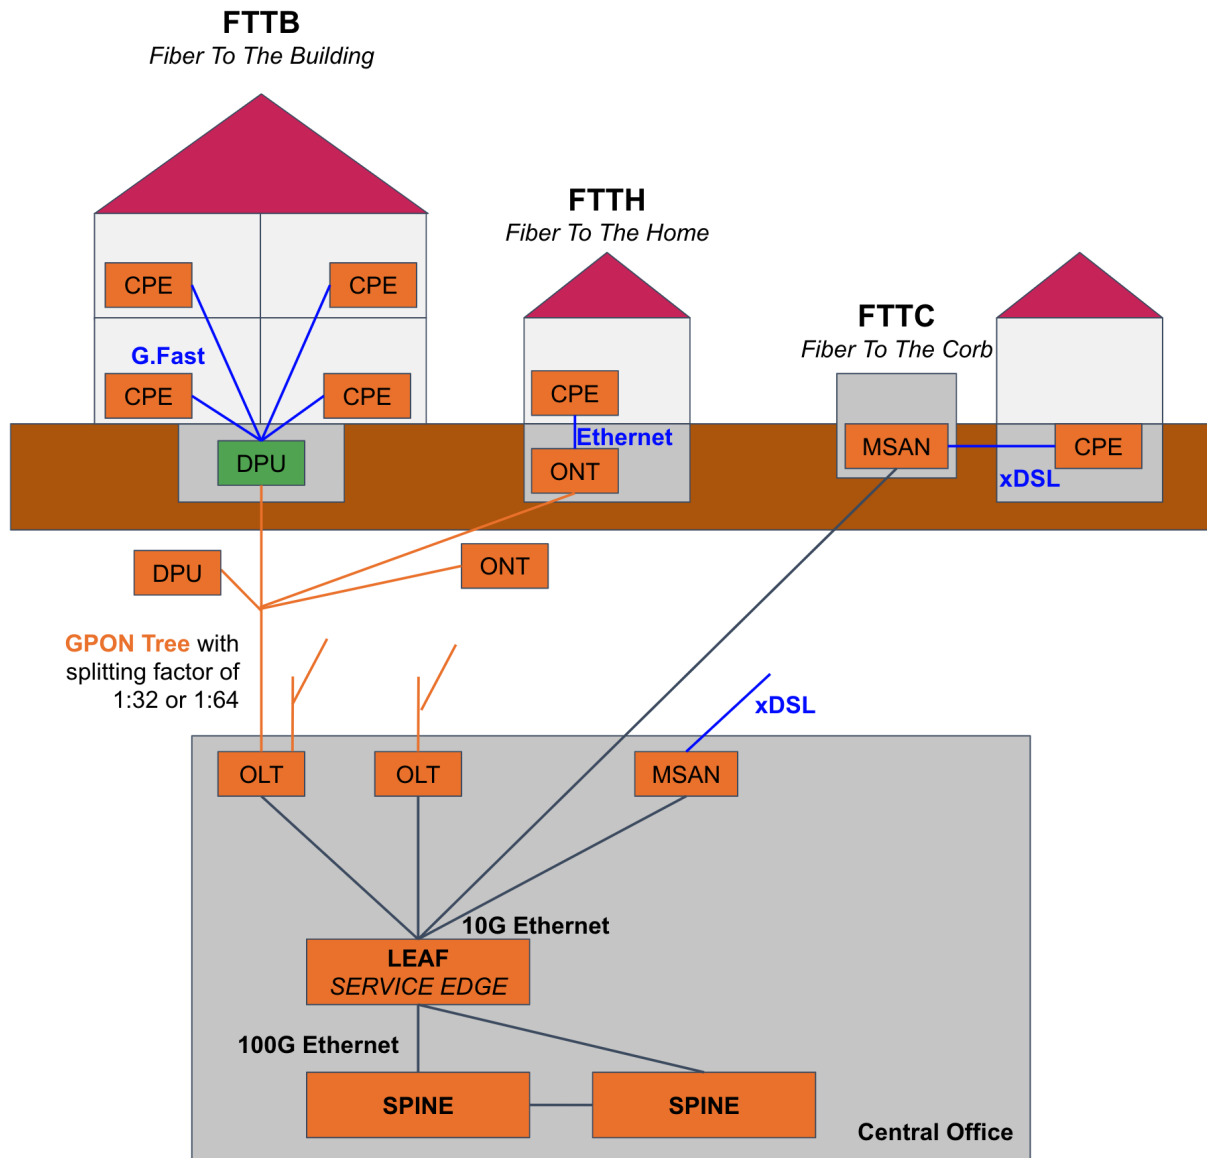 FTTB
Fiber To The Building
FTTH
Fiber To The Home
FTTC
Fiber To The Corb
CPE
CPE
G.Fast
CPE
CPE
CPE
Ethernet
DPU
ONT
MSAN
CPE
xDSL
DPU
ONT
GPON Tree with
splitting factor of
1:32 or 1:64
xDSL
OLT
OLT
MSAN
10G Ethernet
LEAF
SERVICE EDGE
100G Ethernet
SPINE
SPINE
Central Office